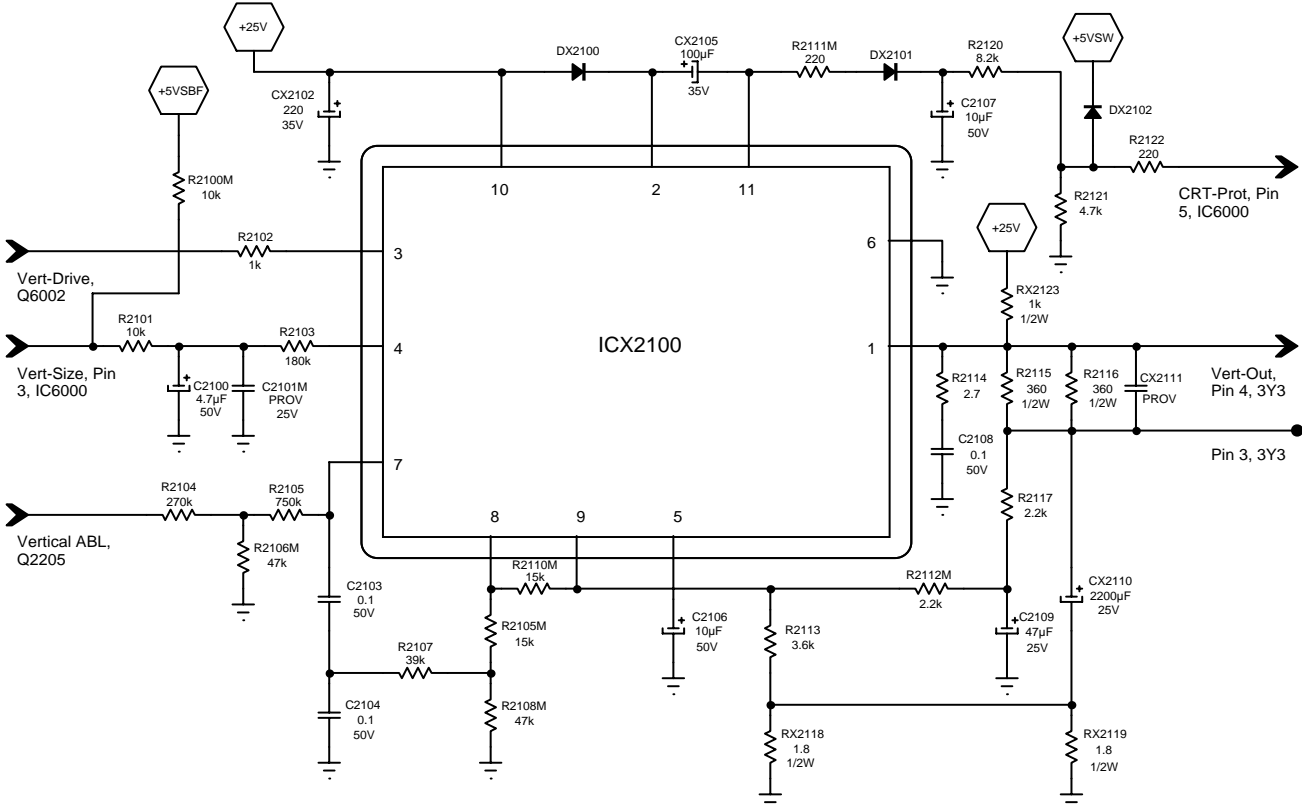 +25V
DX2100
CX2105
100µF
+
35V
R2111M
220
DX2101
R2120
8.2k
+5VSW
+5VSBF
CX2102
220
35V
+
C2107
10µF
50V
+
DX2102
R2122
220
CRT-Prot, Pin
5, IC6000
R2100M
10k
10
2
11
R2121
4.7k
+25V
R2102
1k
3
6
Vert-Drive,
Q6002
RX2123
1k
1/2W
R2101
10k
R2103
180k
4
ICX2100
1
Vert-Size, Pin
3, IC6000
C2100
4.7µF
50V
+
C2101M
PROV
25V
R2114
2.7
R2115
360
1/2W
R2116
360
1/2W
CX2111
PROV
Vert-Out,
Pin 4, 3Y3
C2108
0.1
50V
Pin 3, 3Y3
7
R2104
270k
R2105
750k
R2117
2.2k
Vertical ABL,
Q2205
R2106M
47k
8
9
5
R2110M
15k
R2112M
2.2k
C2103
0.1
50V
CX2110
2200µF
25V
+
R2105M
15k
C2106
10µF
50V
+
R2113
3.6k
C2109
47µF
25V
+
R2107
39k
C2104
0.1
50V
R2108M
47k
RX2118
1.8
1/2W
RX2119
1.8
1/2W